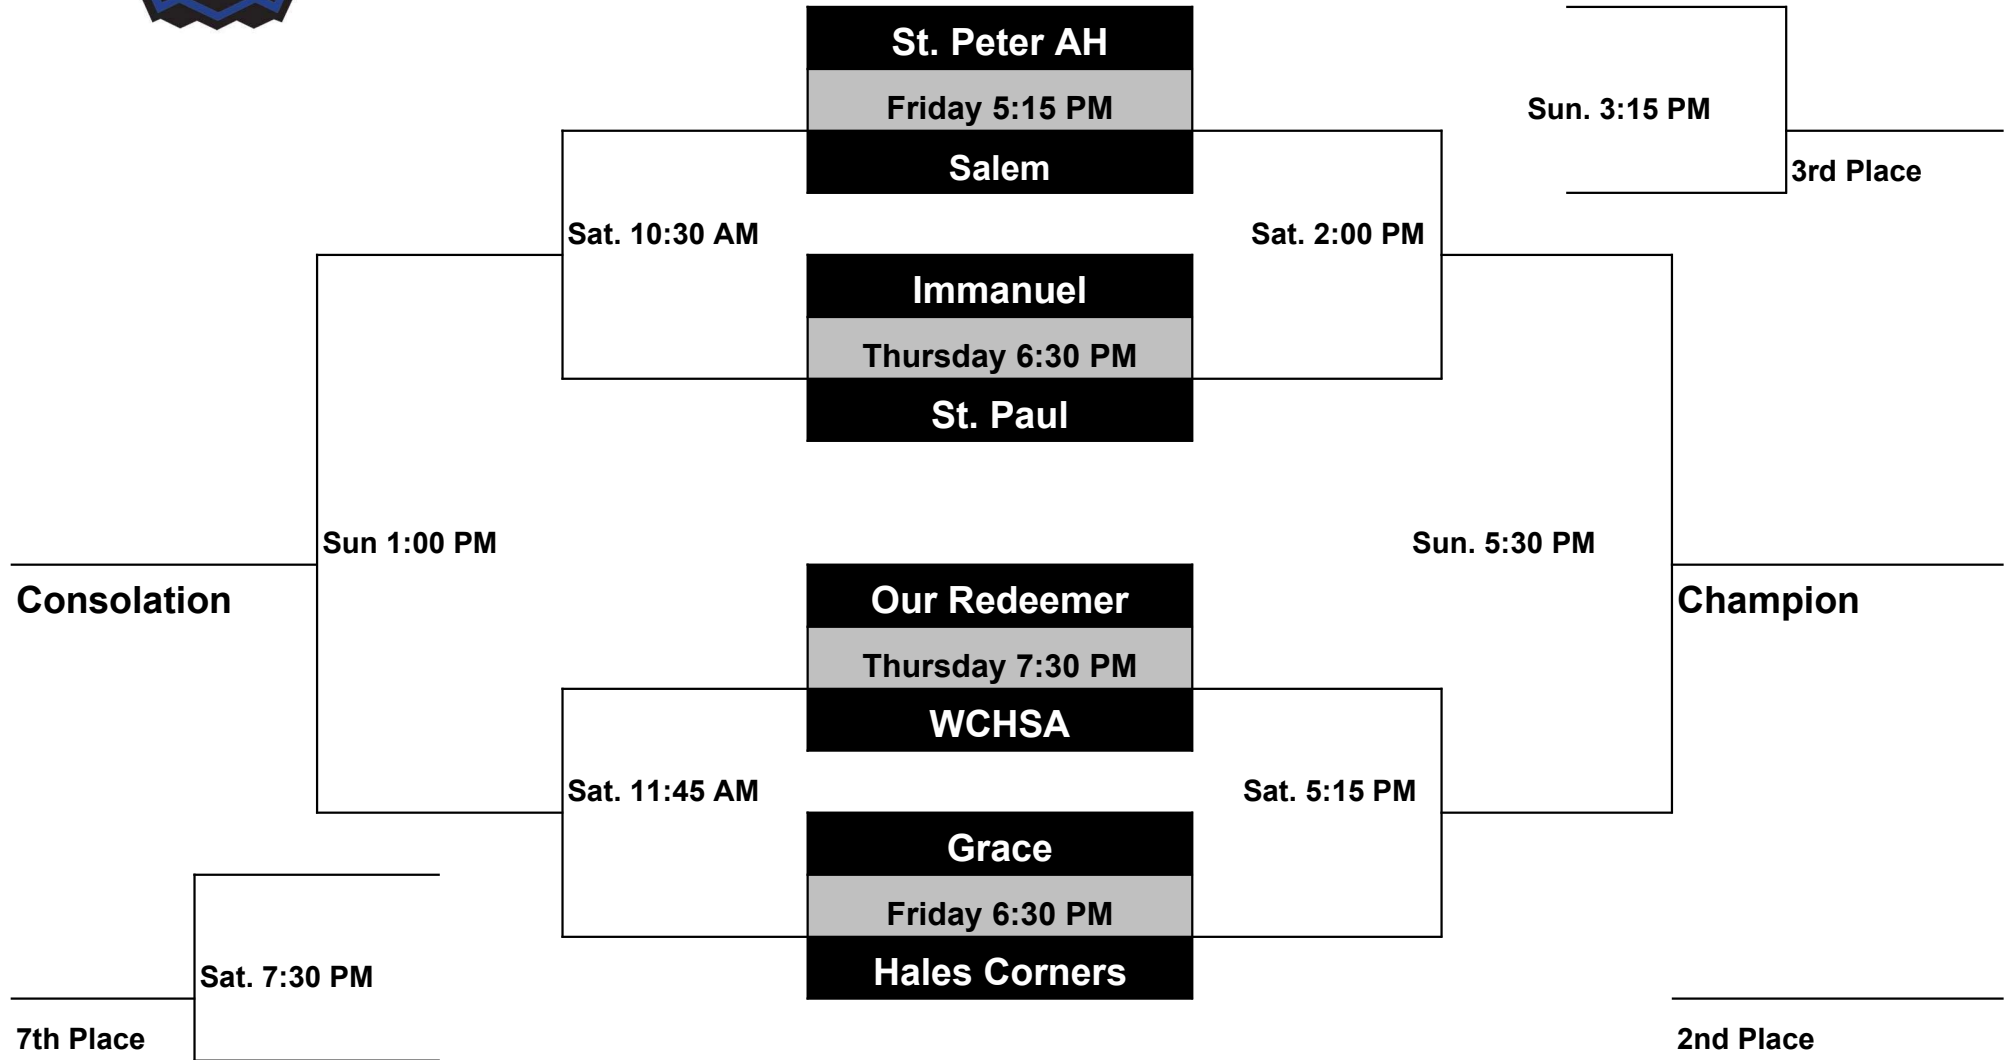 St. Peter AH
Friday 5:15 PM
Sun. 3:15 PM
Salem
3rd Place
Sat. 10:30 AM
Sat. 2:00 PM
Immanuel
Thursday 6:30 PM
St. Paul
Sun 1:00 PM
Sun. 5:30 PM
Consolation
Our Redeemer
Champion
Thursday 7:30 PM
WCHSA
Sat. 11:45 AM
Sat. 5:15 PM
Grace
Friday 6:30 PM
Hales Corners
Sat. 7:30 PM
7th Place
2nd Place